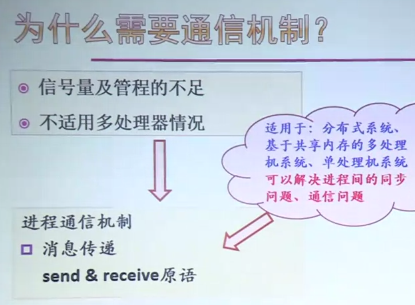 为什么需要通信机制?
信号量及管程的不足
不适用多处理器情况
适用于：分布式系统、
基于共享内存的多处理
机系统、单处理机系统
可以解决进程间的同步
问题、通信问题
进程通信机制
消息传递
send & receive原语